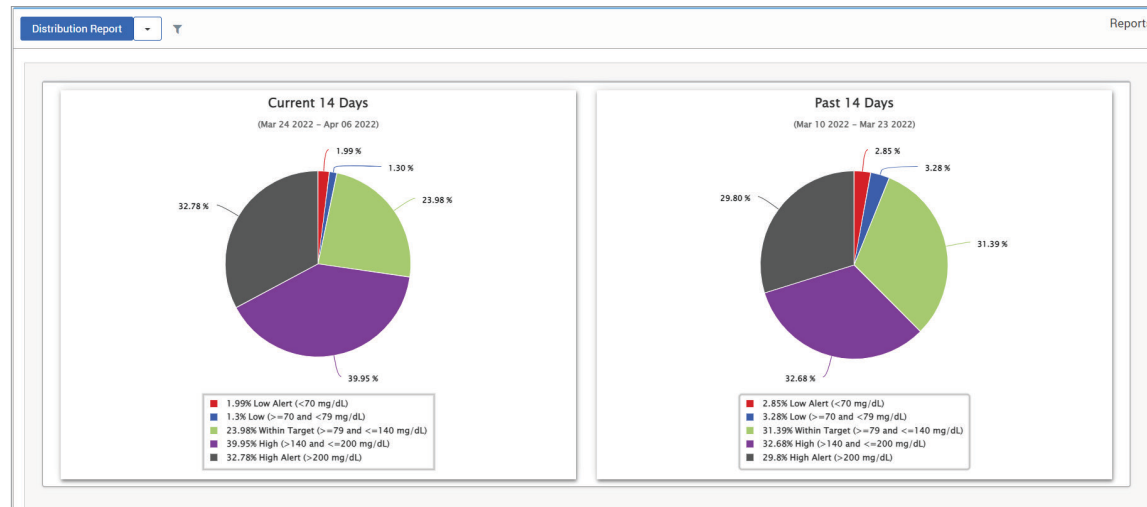 Distribution Report
Report
Current 14 Days
(Mar 24 2022 – Apr 06 2022)
1.99 %
1.30 %
23.98 %
32.78 %
39.95 %
1.99% Low Alert (<70 mg/dL)
1.3% Low (>=70 and <79 mg/dL)
23.98% Within Target (>=79 and <=140 mg/dL)
39.95% High (>140 and <=200 mg/dL)
32.78% High Alert (>200 mg/dL)
Past 14 Days
(Mar 10 2022 – Mar 23 2022)
2.85 %
3.28 %
29.80 %
31.39 %
32.68 %
2.85% Low Alert (<70 mg/dL)
3.28% Low (>=70 and <79 mg/dL)
31.39% Within Target (>=79 and <=140 mg/dL)
32.68% High (>140 and <=200 mg/dL)
29.8% High Alert (>200 mg/dL)